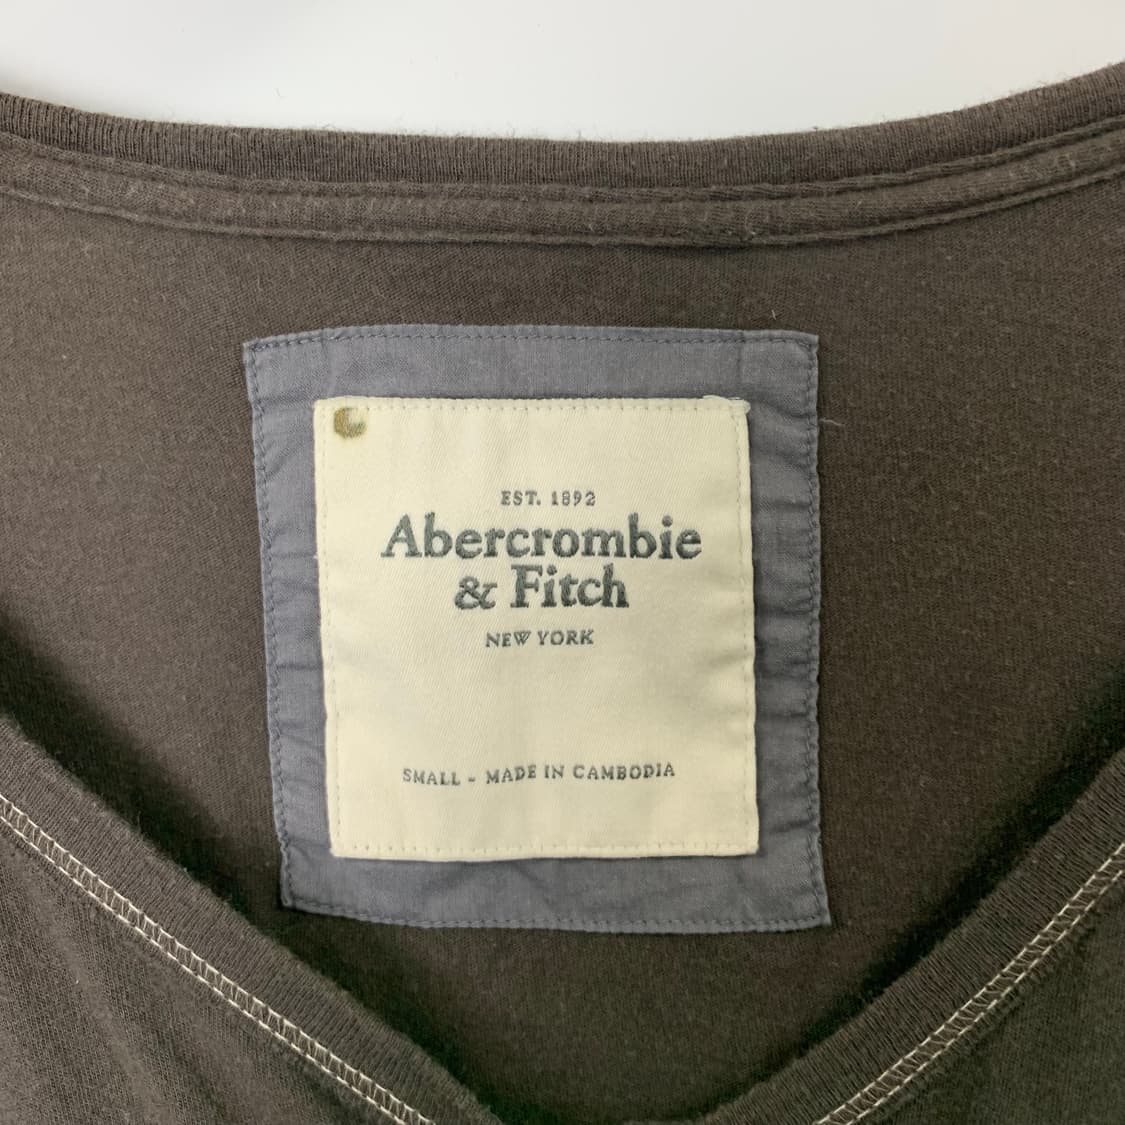 EST. 1892
Abercrombie
& Fitch
NEW YORK
SMALL - MADE IN CAMBODIA